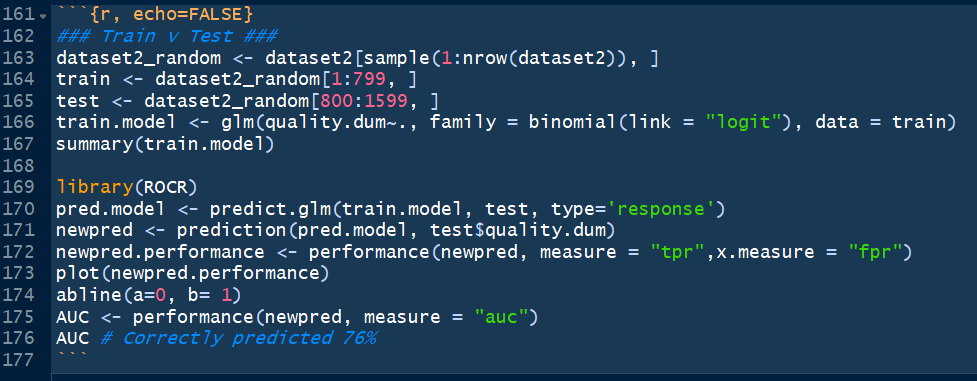 161 ```{r, echo=FALSE}
162 ### Train v Test ###
163 dataset2_random <- dataset2[sample(1:nrow(dataset2)), ]
164 train <- dataset2_random[1:799, ]
165 test <- dataset2_random[800:1599, ]
166 train.model <- glm(quality.dum~., family = binomial(link = "logit"), data = train)
167 summary(train.model)
168
169 library(ROCR)
170 pred.model <- predict.glm(train.model, test, type='response')
171 newpred <- prediction(pred.model, test$quality.dum)
172 newpred.performance <- performance(newpred, measure = "tpr",x.measure = "fpr")
173 plot(newpred.performance)
174 abline(a=0, b= 1)
175 AUC <- performance(newpred, measure = "auc")
176 AUC # Correctly predicted 76%
177 ```